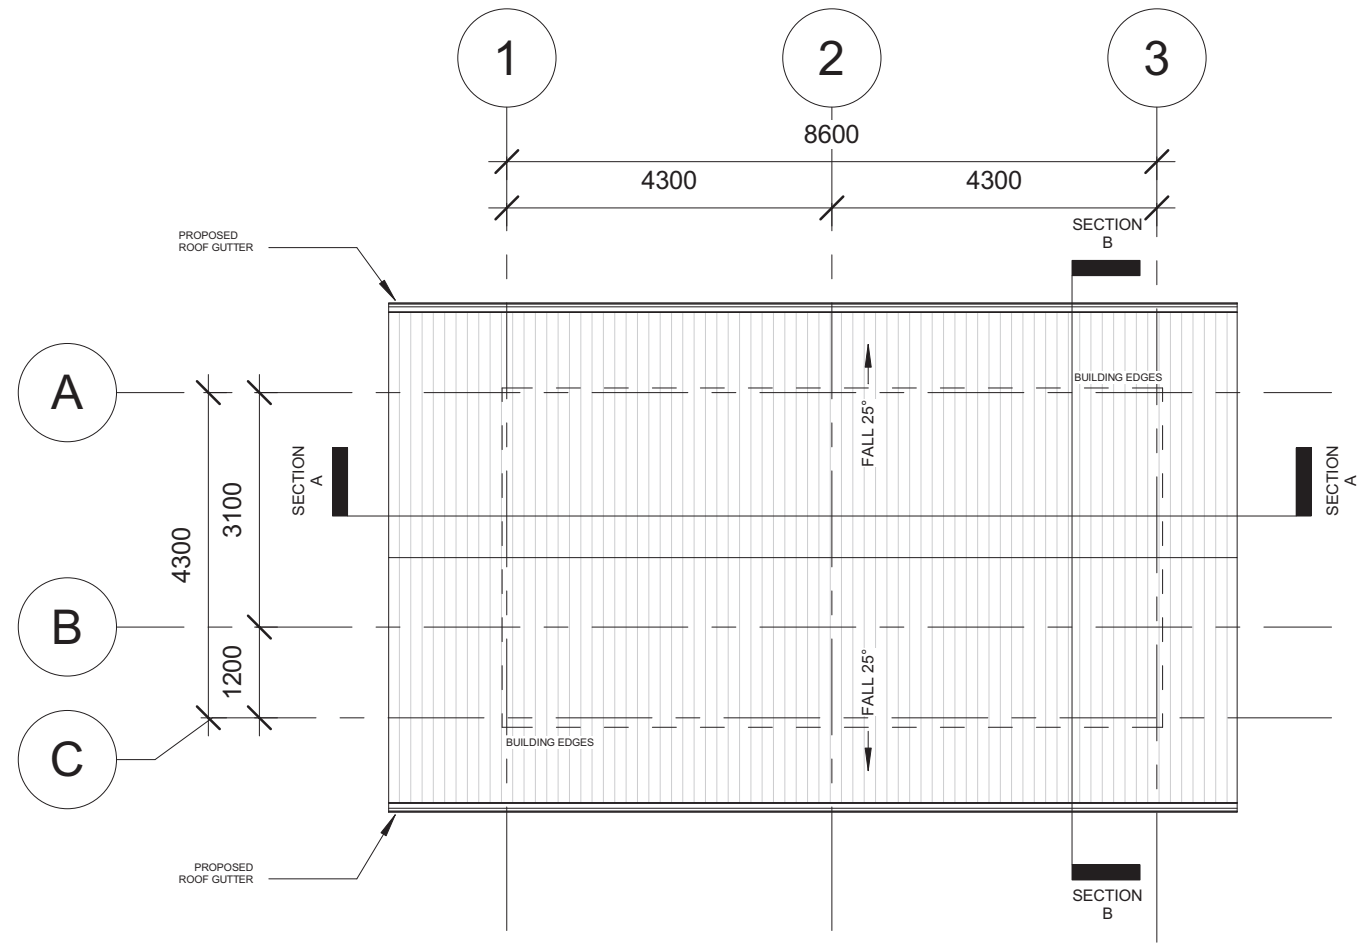 1
2
3
8600
4300
4300
SECTION
B
PROPOSED
ROOF GUTTER
A
BUILDING EDGES
FALL 25°
SECTION
A
SECTION
A
3100
4300
B
1200
FALL 25°
C
BUILDING EDGES
PROPOSED
ROOF GUTTER
SECTION
B